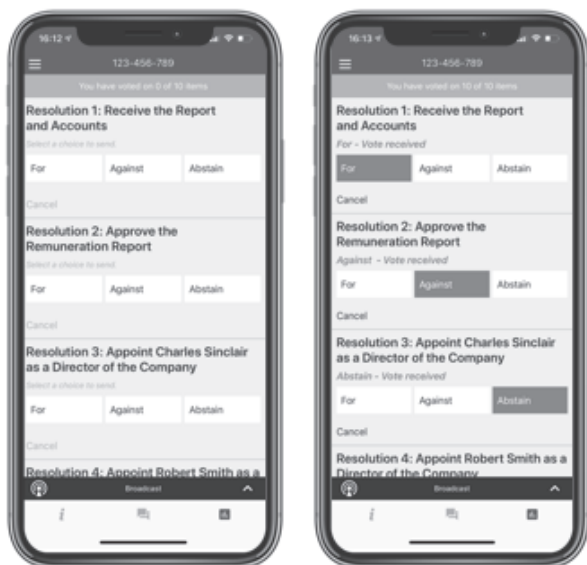 16:12
123-456-789
You have voted on 0 of 10 items
Resolution 1: Receive the Report
and Accounts
Select a choice to send.
For Against Abstain
Cancel
Resolution 2: Approve the
Remuneration Report
Select a choice to send.
For Against Abstain
Cancel
Resolution 3: Appoint Charles Sinclair
as a Director of the Company
Select a choice to send.
For Against Abstain
Cancel
Resolution 4: Appoint Robert Smith as a
Broadcast
i
16:13
123-456-789
You have voted on 10 of 10 items
Resolution 1: Receive the Report
and Accounts
For - Vote received
For Against Abstain
Cancel
Resolution 2: Approve the
Remuneration Report
Against - Vote received
For Against Abstain
Cancel
Resolution 3: Appoint Charles Sinclair
as a Director of the Company
Abstain - Vote received
For Against Abstain
Cancel
Resolution 4: Appoint Robert Smith as a
Director of the Company
Broadcast
i